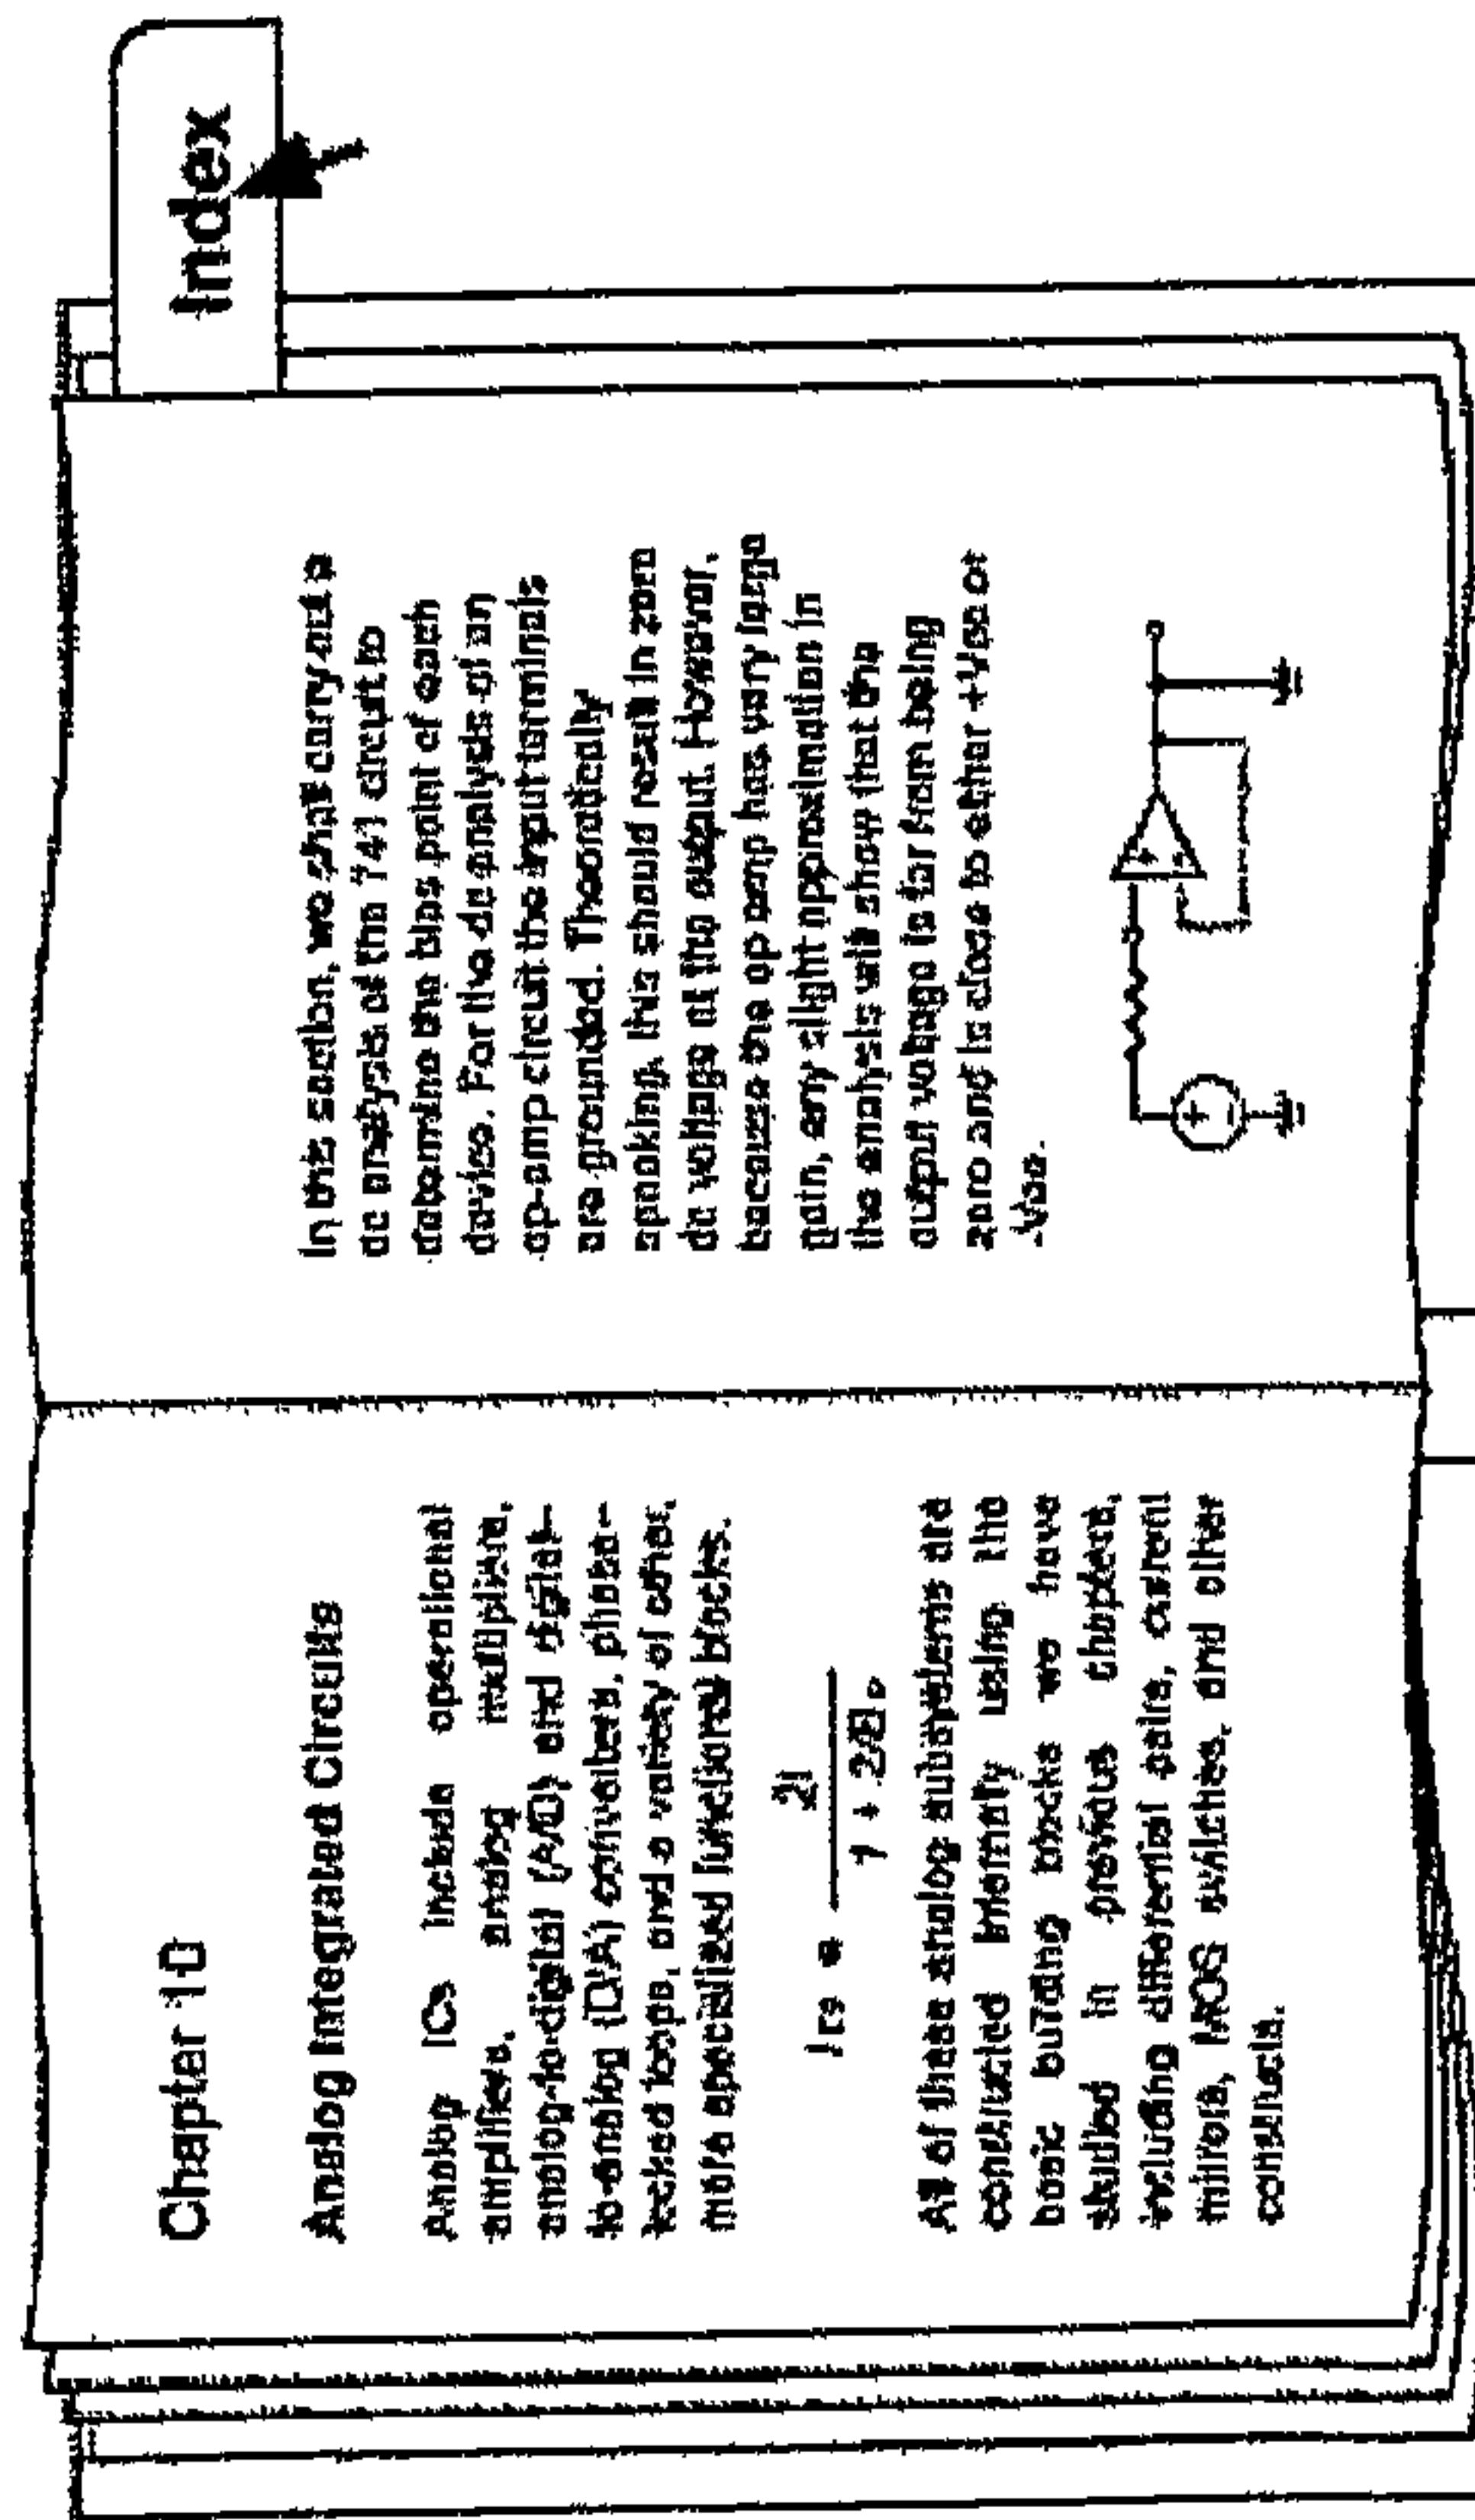 Index
Chapter 10
Analog Integrated Circuits
Analog ICs include operational
amplifiers, analog multipliers,
analog-to-digital (A/D) and digital-
to-analog (D/A) converters, phase-
locked loops, and a variety of other,
more specialized functional blocks.
2I
1 +
All of these analog subsystems are
constructed internally using the
basic building blocks we have
studied in previous chapters,
including differential pairs, current
mirrors, MOS switches, and other
conducts.
In this section, we first carry out a
dc analysis of the 741 circuit to
determine the bias point of each
device. For the dc analysis of an
op-amp circuit the input terminals
are grounded. Theoretically
speaking, this should result in zero
dc voltage at the output. However,
because the op amp has very large
gain, any slight approximation in
the analysis will show that the
output voltage is far from being
zero and is close to either +Vsa or
-Vsa.
+ -